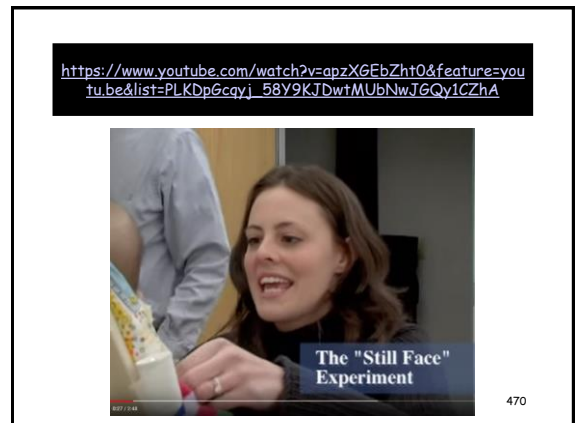 https://www.youtube.com/watch?v=apzXGEbZht0&feature=you
tu.be&list=PLKDpGcqyj_58Y9KJDwtMUbNwJGQy1CZhA
The "Still Face"
Experiment
470